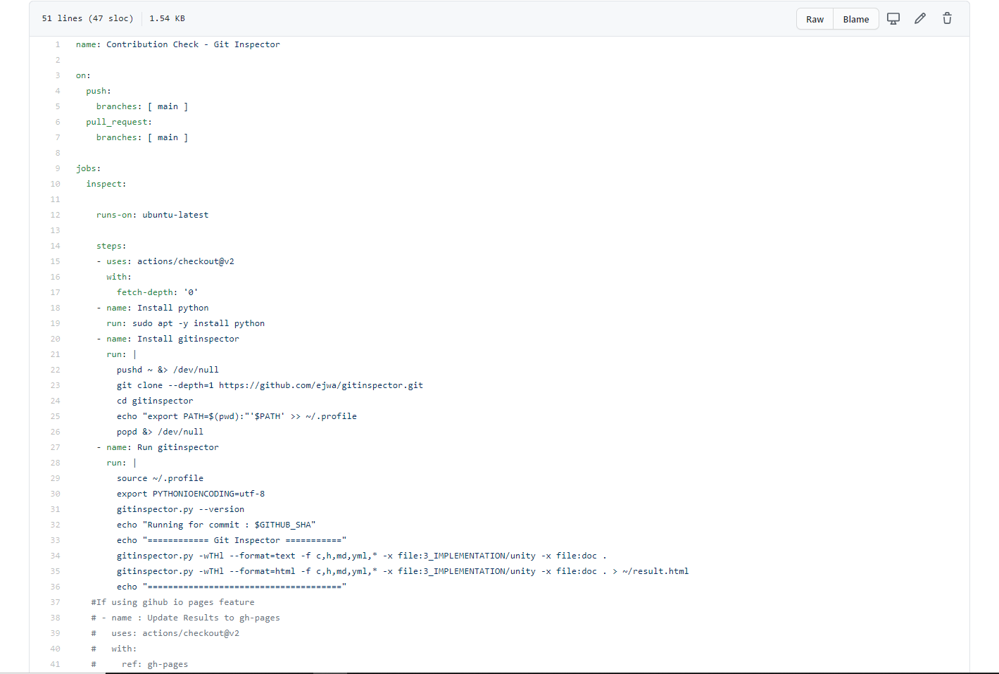 51 lines (47 sloc) 1.54 KB Raw Blame
1 name: Contribution Check - Git Inspector
2
3 on:
4 push:
5 branches: [ main ]
6 pull_request:
7 branches: [ main ]
8
9 jobs:
10 inspect:
11
12 runs-on: ubuntu-latest
13
14 steps:
15 - uses: actions/checkout@v2
16 with:
17 fetch-depth: '0'
18 - name: Install python
19 run: sudo apt -y install python
20 - name: Install gitinspector
21 run: |
22 pushd ~ &> /dev/null
23 git clone --depth=1 https://github.com/ejwa/gitinspector.git
24 cd gitinspector
25 echo "export PATH=$(pwd):"'$PATH' >> ~/.profile
26 popd &> /dev/null
27 - name: Run gitinspector
28 run: |
29 source ~/.profile
30 export PYTHONIOENCODING=utf-8
31 gitinspector.py --version
32 echo "Running for commit : $GITHUB_SHA"
33 echo "============ Git Inspector ==========="
34 gitinspector.py -wTHl --format=text -f c,h,md,yml,* -x file:3_IMPLEMENTATION/unity -x file:doc .
35 gitinspector.py -wTHl --format=html -f c,h,md,yml,* -x file:3_IMPLEMENTATION/unity -x file:doc . > ~/result.html
36 echo "======================================"
37 #If using gihub io pages feature
38 # - name : Update Results to gh-pages
39 # uses: actions/checkout@v2
40 # with:
41 # ref: gh-pages